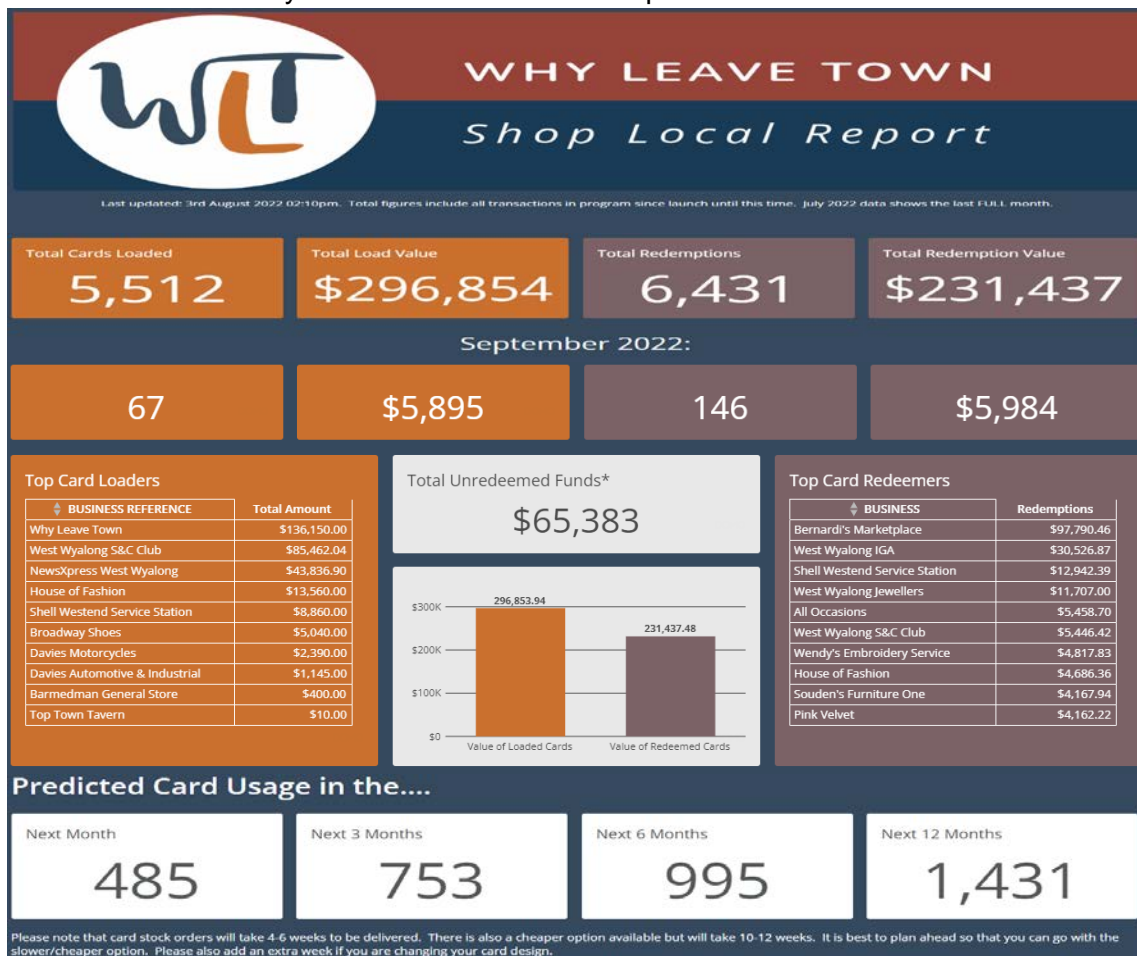 WLT
WHY LEAVE TOWN
Shop Local Report
Last updated: 3rd August 2022 02:10pm. Total figures include all transactions in program since launch until this time. July 2022 data shows the last FULL month.
Total Cards Loaded
5,512
Total Load Value
$296,854
Total Redemptions
6,431
Total Redemption Value
$231,437
September 2022:
67
$5,895
146
$5,984
Top Card Loaders
BUSINESS REFERENCE Total Amount
Why Leave Town $136,150.00
West Wyalong S&C Club $85,462.04
NewsXpress West Wyalong $43,836.90
House of Fashion $13,560.00
Shell Westend Service Station $8,860.00
Broadway Shoes $5,040.00
Davies Motorcycles $2,390.00
Davies Automotive & Industrial $1,145.00
Barmedman General Store $400.00
Top Town Tavern $10.00
Total Unredeemed Funds*
$65,383
296,853.94
231,437.48
$300K
$200K
$100K
$0
Value of Loaded Cards Value of Redeemed Cards
Top Card Redeemers
BUSINESS Redemptions
Bernardi's Marketplace $97,790.46
West Wyalong IGA $30,526.87
Shell Westend Service Station $12,942.39
West Wyalong Jewellers $11,707.00
All Occasions $5,458.70
West Wyalong S&C Club $5,446.42
Wendy's Embroidery Service $4,817.83
House of Fashion $4,686.36
Souden's Furniture One $4,167.94
Pink Velvet $4,162.22
Predicted Card Usage in the....
Next Month
485
Next 3 Months
753
Next 6 Months
995
Next 12 Months
1,431
Please note that card stock orders will take 4-6 weeks to be delivered. There is also a cheaper option available but will take 10-12 weeks. It is best to plan ahead so that you can go with the
slower/cheaper option. Please also add an extra week if you are changing your card design.